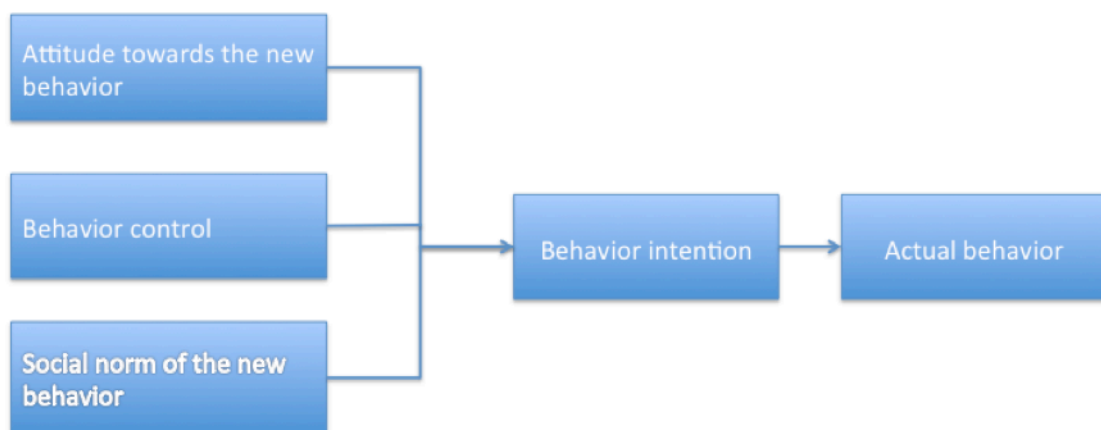 Attitude towards the new
behavior
Behavior control
Social norm of the new
behavior
Behavior intention
Actual behavior